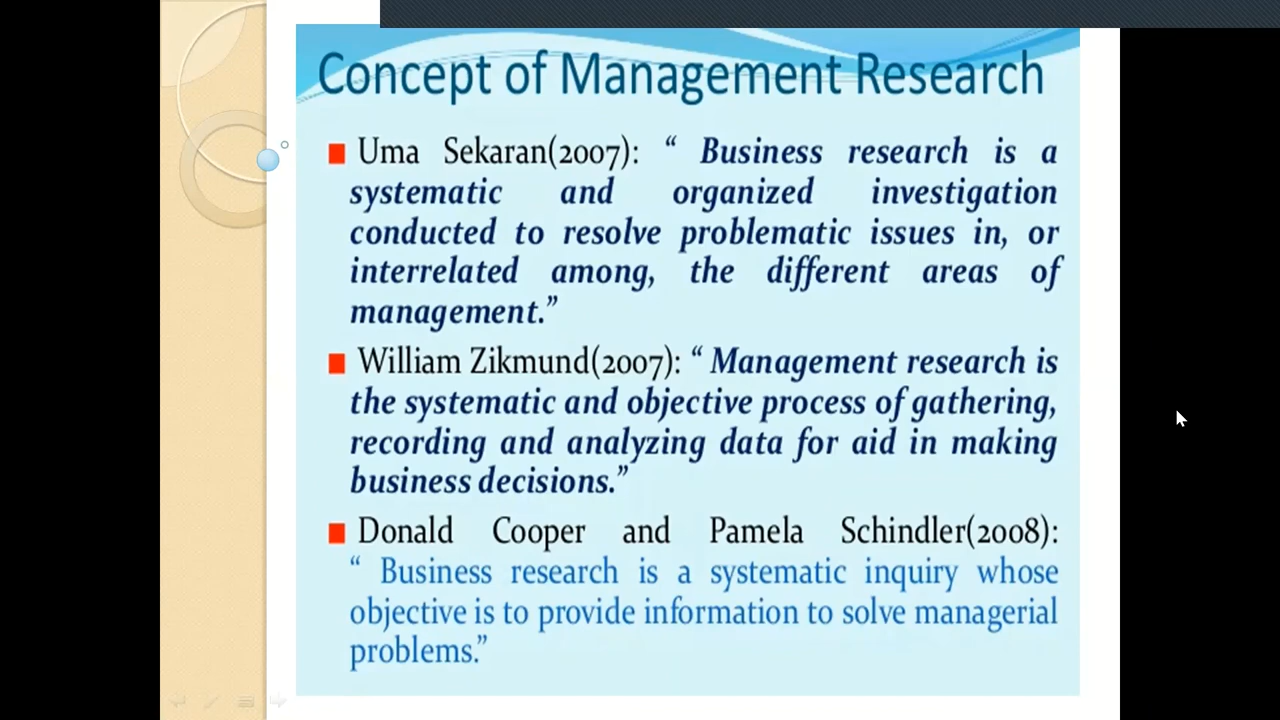 Concept of Management Research
Uma Sekaran(2007): “ Business research is a
systematic and organized investigation
conducted to resolve problematic issues in, or
interrelated among, the different areas of
management.”
William Zikmund(2007): “ Management research is
the systematic and objective process of gathering,
recording and analyzing data for aid in making
business decisions.”
Donald Cooper and Pamela Schindler(2008):
“ Business research is a systematic inquiry whose
objective is to provide information to solve managerial
problems.”